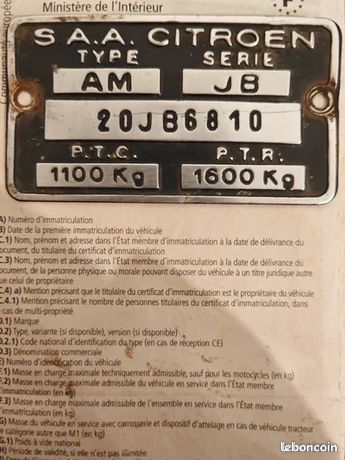 Ministère de l'Intérieur
Communauté européenne
S.A.A. CITROEN
TYPE SERIE
AM JB
20JB6810
P.T.C. P.T.R.
1100 Kg 1600 Kg
A) Numéro d'immatriculation
B) Date de la première immatriculation du véhicule
C.1) Nom, prénom et adresse dans l'État membre d'immatriculation à la date de délivrance du
document, du titulaire du certificat d'immatriculation
C.3) Nom, prénom et adresse dans l'État membre d'immatriculation à la date de délivrance du
document, de la personne physique ou morale pouvant disposer du véhicule à un titre juridique autre
que celui de propriétaire
C.4) a) Mention précisant que le titulaire du certificat d'immatriculation est le propriétaire du véhicule
C.4.1) Mention précisant le nombre de personnes titulaires du certificat d'immatriculation, dans
cas de multi-propriété
D.1) Marque
D.2) Type, variante (si disponible), version (si disponible)
D.2.1) Code national d'identification du type (en cas de réception CE)
D.3) Dénomination commerciale
E) Numéro d'identification du véhicule
F.1) Masse en charge maximale techniquement admissible, sauf pour les motocycles (en kg)
F.2) Masse en charge maximale admissible du véhicule en service dans l'État membre
d'immatriculation (en kg)
F.3) Masse en charge maximale admissible de l'ensemble en service dans l'État membre
d'immatriculation (en kg)
G) Masse du véhicule en service avec carrosserie et dispositif d'attelage en cas de véhicule tracteur
de catégorie autre que M1 (en kg)
G.1) Poids à vide national
H) Période de validité, si elle n'est pas illimitée
leboncoin